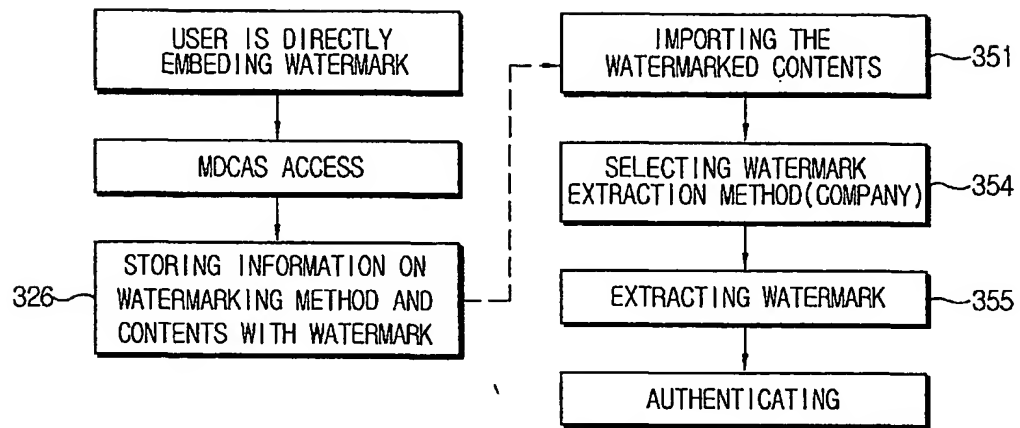 USER IS DIRECTLY
EMBEDING WATERMARK
MDCAS ACCESS
326
STORING INFORMATION ON
WATERMARKING METHOD AND
CONTENTS WITH WATERMARK
IMPORTING THE
WATERMARKED CONTENTS
351
SELECTING WATERMARK
EXTRACTION METHOD(COMPANY)
354
EXTRACTING WATERMARK
355
AUTHENTICATING